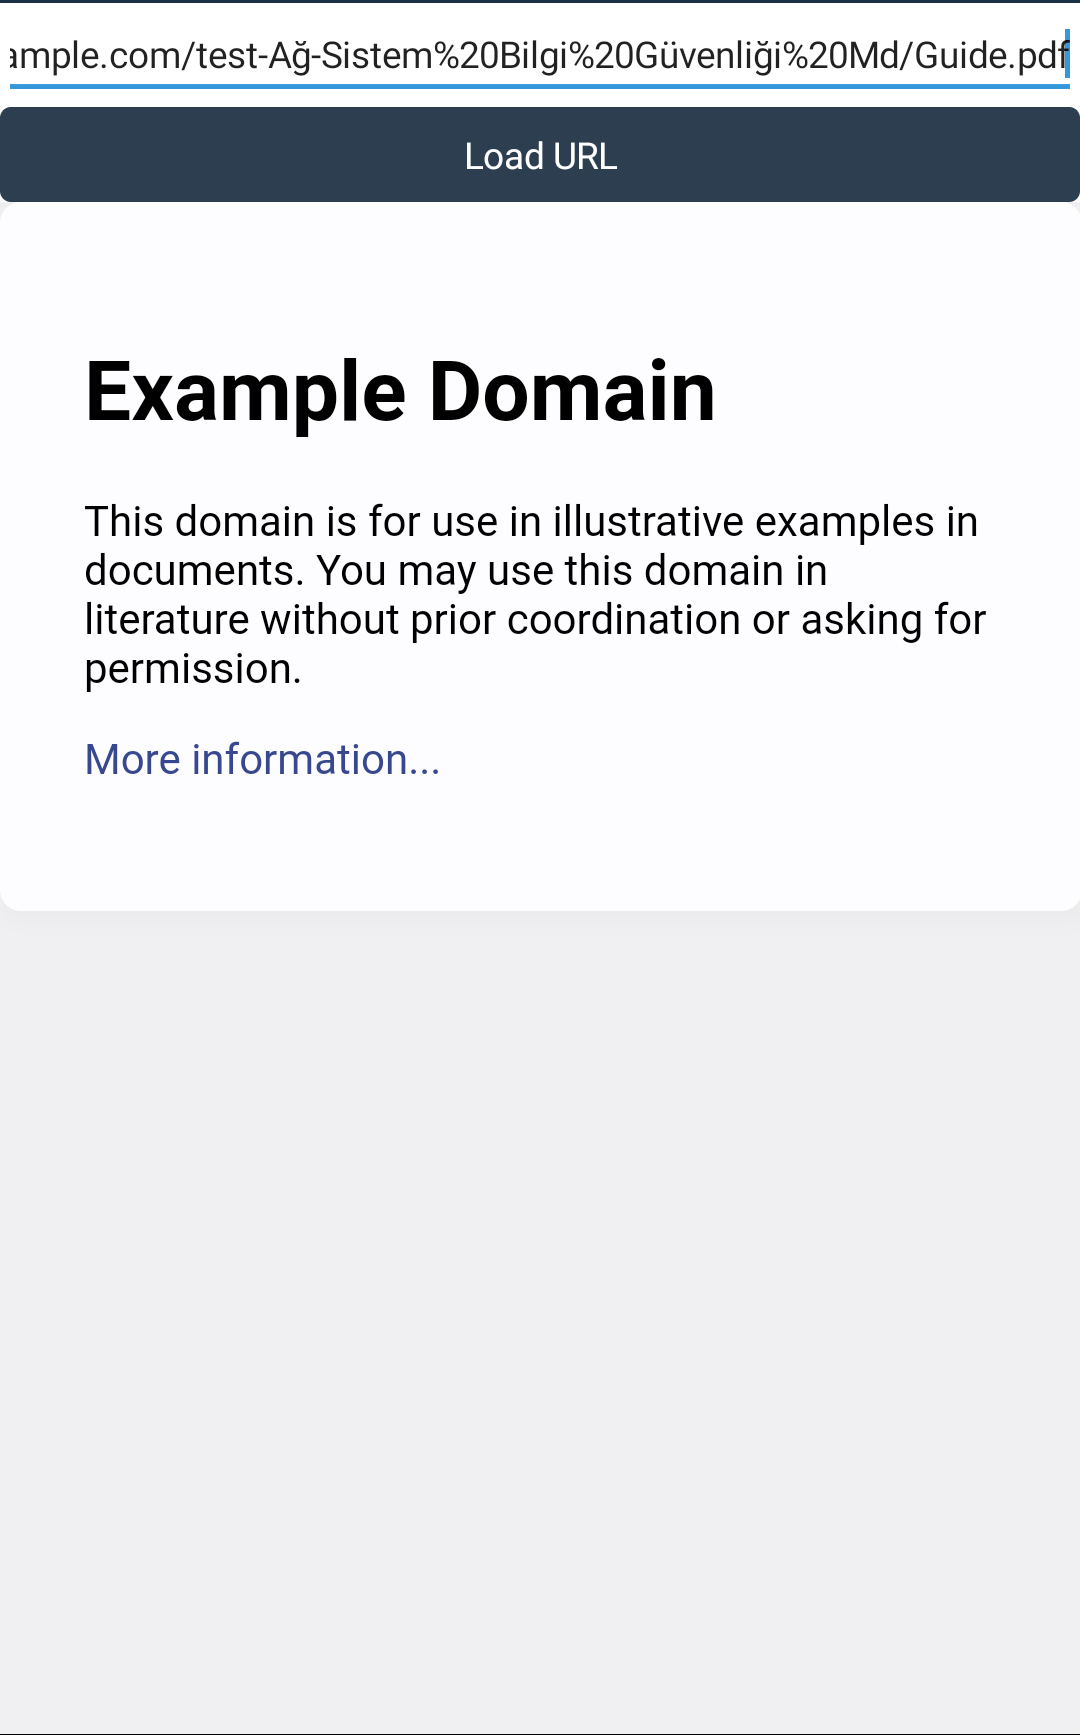 ample.com/test-Ağ-Sistem%20Bilgi%20Güvenliği%20Md/Guide.pdf
Load URL
Example Domain
This domain is for use in illustrative examples in
documents. You may use this domain in
literature without prior coordination or asking for
permission.
More information...